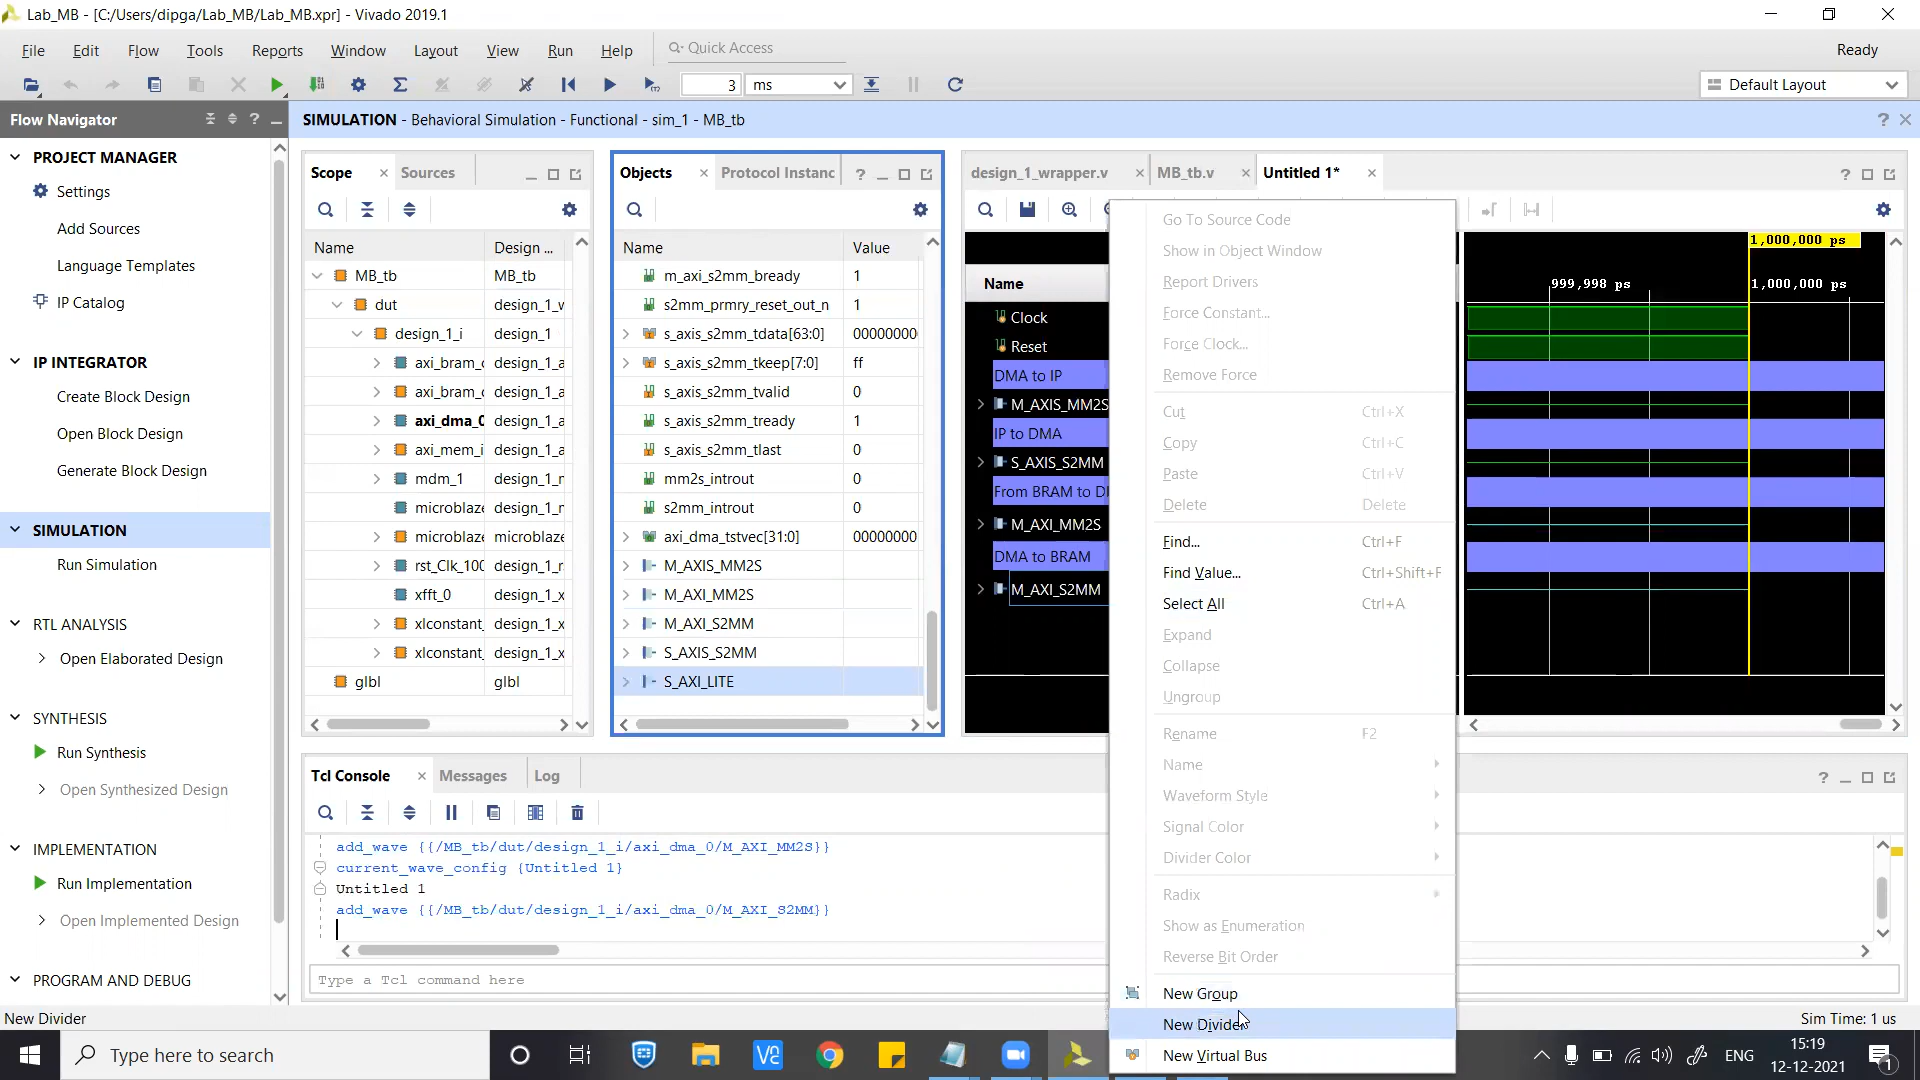 Lab_MB - [C:/Users/dipga/Lab_MB/Lab_MB.xpr] - Vivado 2019.1
File Edit Flow Tools Reports Window Layout View Run Help Quick Access Ready
3 ms Default Layout
Flow Navigator
SIMULATION - Behavioral Simulation - Functional - sim_1 - MB_tb
PROJECT MANAGER
Settings
Add Sources
Language Templates
IP Catalog
IP INTEGRATOR
Create Block Design
Open Block Design
Generate Block Design
SIMULATION
Run Simulation
RTL ANALYSIS
Open Elaborated Design
SYNTHESIS
Run Synthesis
Open Synthesized Design
IMPLEMENTATION
Run Implementation
Open Implemented Design
PROGRAM AND DEBUG
New Divider
Scope Sources
Name Design ...
MB_tb MB_tb
dut design_1_w
design_1_i design_1
axi_bram_c design_1_a
axi_bram_c design_1_a
axi_dma_0 design_1_a
axi_mem_i design_1_a
mdm_1 design_1_r
microblaze design_1_r
microblaze microblaze
rst_Clk_100 design_1_r
xfft_0 design_1_x
xlconstant_ design_1_x
xlconstant_ design_1_x
glbl glbl
Objects Protocol Instanc
Name Value
m_axi_s2mm_bready 1
s2mm_prmry_reset_out_n 1
s_axis_s2mm_tdata[63:0] 00000000
s_axis_s2mm_tkeep[7:0] ff
s_axis_s2mm_tvalid 0
s_axis_s2mm_tready 1
s_axis_s2mm_tlast 0
mm2s_introut 0
s2mm_introut 0
axi_dma_tstvec[31:0] 00000000
M_AXIS_MM2S
M_AXI_MM2S
M_AXI_S2MM
S_AXIS_S2MM
S_AXI_LITE
design_1_wrapper.v MB_tb.v Untitled 1*
Name
Clock
Reset
DMA to IP
M_AXIS_MM2S
IP to DMA
S_AXIS_S2MM
From BRAM to D
M_AXI_MM2S
DMA to BRAM
M_AXI_S2MM
1,000,000 ps
999,998 ps 1,000,000 ps
Go To Source Code
Show in Object Window
Report Drivers
Force Constant...
Force Clock...
Remove Force
Cut Ctrl+X
Copy Ctrl+C
Paste Ctrl+V
Delete Delete
Find... Ctrl+F
Find Value... Ctrl+Shift+F
Select All Ctrl+A
Expand
Collapse
Ungroup
Rename F2
Name
Waveform Style
Signal Color
Divider Color
Radix
Show as Enumeration
Reverse Bit Order
New Group
New Divider
New Virtual Bus
Tcl Console Messages Log
add_wave {{/MB_tb/dut/design_1_i/axi_dma_0/M_AXI_MM2S}}
current_wave_config {Untitled 1}
Untitled 1
add_wave {{/MB_tb/dut/design_1_i/axi_dma_0/M_AXI_S2MM}}
Type a Tcl command here
Sim Time: 1 us
Type here to search
ENG
15:19
12-12-2021
1